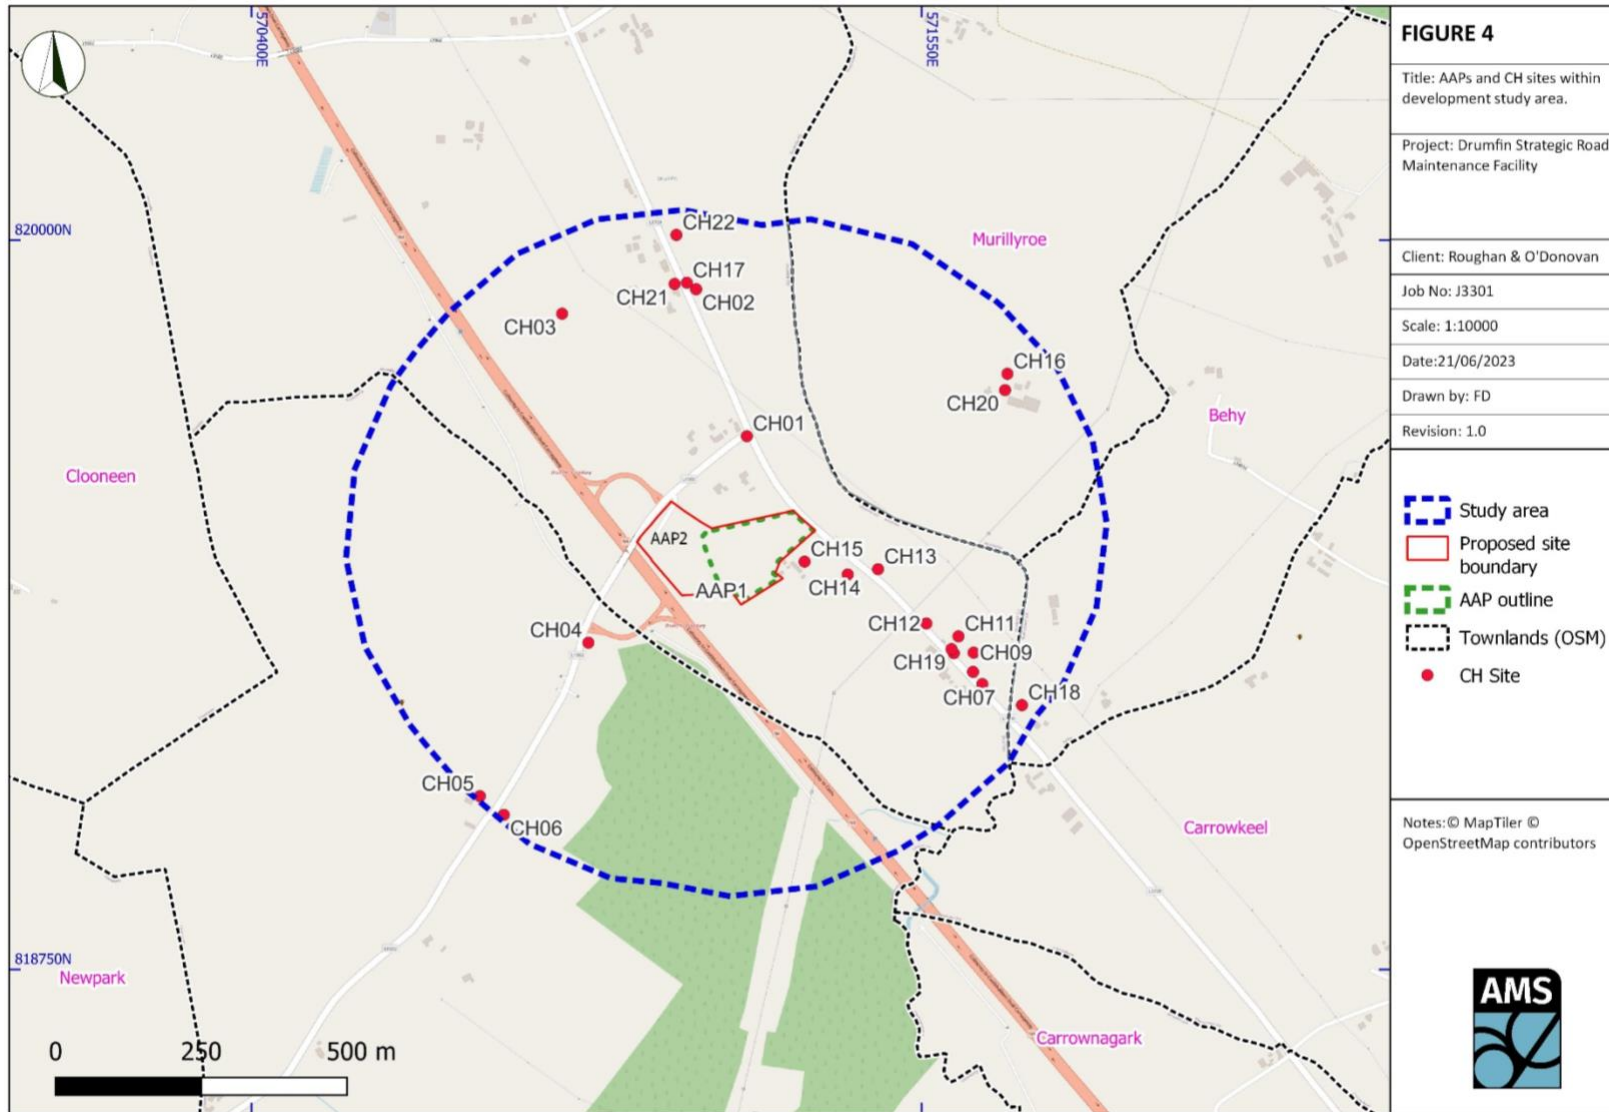 570400E
571550E
820000N
818750N
Murillyroe
Behy
Clooneen
Newpark
Carrowkeel
Carrownagark
CH22
CH17
CH21
CH02
CH03
CH16
CH20
CH01
AAP2
AAP1
CH15
CH13
CH14
CH04
CH12
CH11
CH19
CH09
CH07
CH18
CH05
CH06
0 250 500 m
FIGURE 4
Title: AAPs and CH sites within
development study area.
Project: Drumfin Strategic Road
Maintenance Facility
Client: Roughan & O'Donovan
Job No: J3301
Scale: 1:10000
Date:21/06/2023
Drawn by: FD
Revision: 1.0
Study area
Proposed site
boundary
AAP outline
Townlands (OSM)
CH Site
Notes:© MapTiler ©
OpenStreetMap contributors
AMS